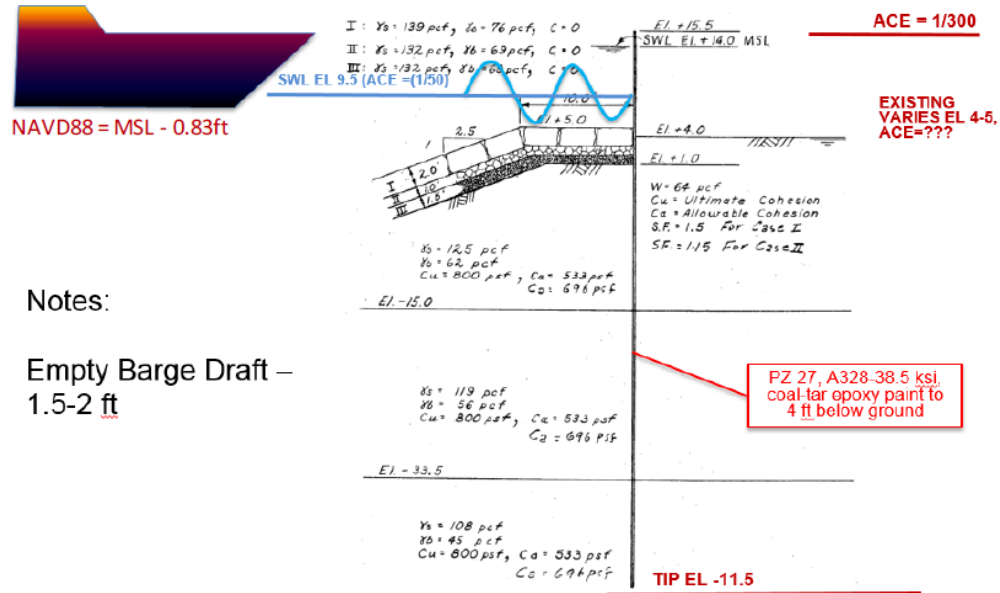 I: γs=139 pcf, γb=76 pcf, C=0
II: γs=132 pcf, γb=69 pcf, C=0
III: γs=132 pcf, γb=68 pcf, C=0
El. +15.5
SWL El. +14.0 MSL
ACE = 1/300
SWL EL 9.5 (ACE =(1/50)
NAVD88 = MSL - 0.83ft
10.0'
El +5.0
EXISTING
VARIES EL 4-5,
ACE=???
2.5
1
El. +4.0
El. +1.0
I 2.0'
II 1.0'
III 1.5'
W= 64 pcf
Cu = Ultimate Cohesion
Ca = Allowable Cohesion
S.F. = 1.5 For Case I
S.F. = 1.15 For Case II
γs = 125 pcf
γb = 62 pcf
Cu = 800 psf, Ca = 533 psf
Ca = 696 psf
Notes:
El. -15.0
Empty Barge Draft –
1.5-2 ft
PZ 27, A328-38.5 ksi,
coal-tar epoxy paint to
4 ft below ground
γs = 119 pcf
γb = 56 pcf
Cu = 800 psf, Ca = 533 psf
Ca = 696 psf
El. -33.5
γs = 108 pcf
γb = 45 pcf
Cu = 800 psf, Ca = 533 psf
Ca = 696 psf
TIP EL -11.5